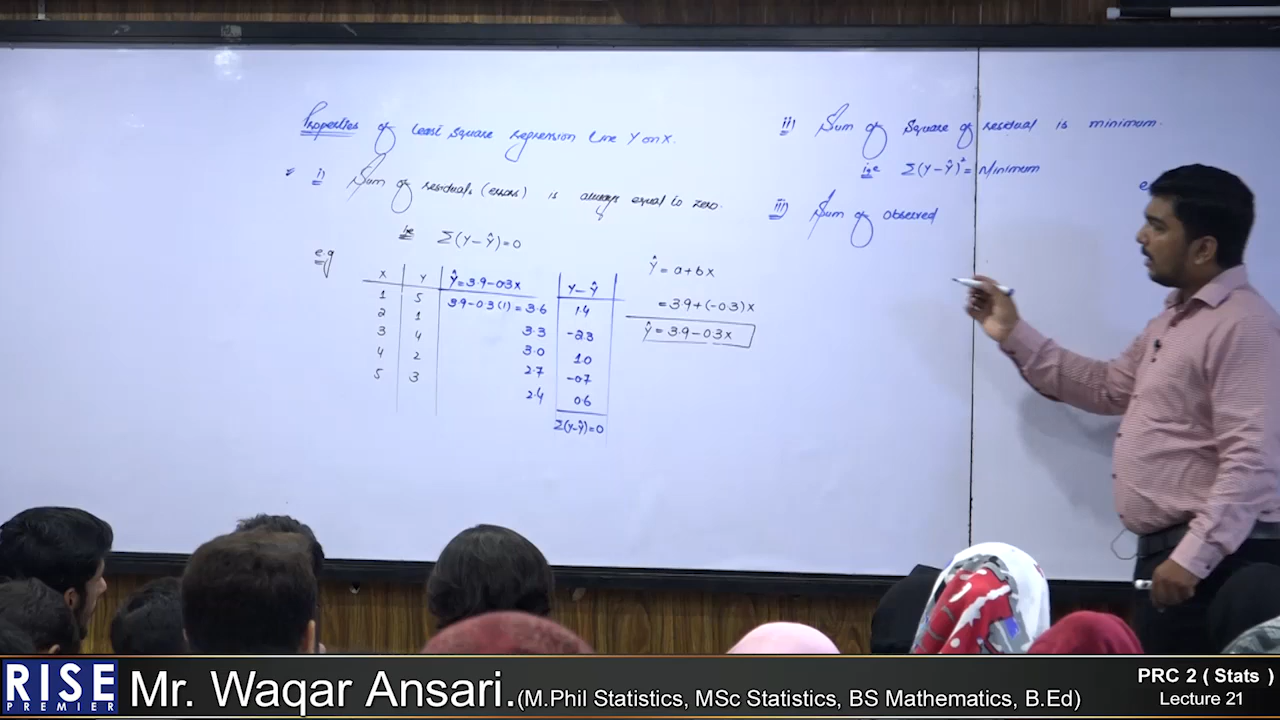 Properties of least square regression line Y on X.
i) Sum of residuals (errors) is always equal to zero.
ie Σ(Y-Ŷ)=0
e.g
X Y Ŷ=3.9-0.3X Y-Ŷ
1 5 3.9-0.3(1)=3.6 1.4
2 1 3.3 -2.3
3 4 3.0 1.0
4 2 2.7 -0.7
5 3 2.4 0.6
Σ(Y-Ŷ)=0
Ŷ = a+bx
= 3.9+(-0.3)x
Ŷ = 3.9-0.3x
ii) Sum of square of residual is minimum.
i.e Σ(Y-Ŷ)²= Minimum
iii) Sum of observed
RISE
PREMIER
Mr. Waqar Ansari.(M.Phil Statistics, MSc Statistics, BS Mathematics, B.Ed)
PRC 2 ( Stats )
Lecture 21